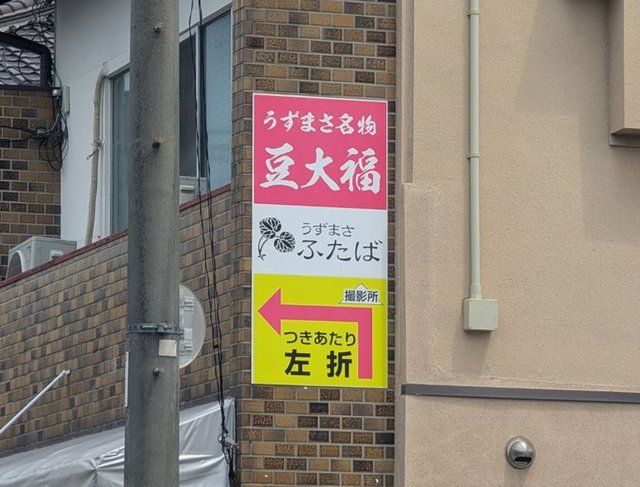 うずまさ名物
豆大福
うずまさ
ふたば
撮影所
つきあたり
左折